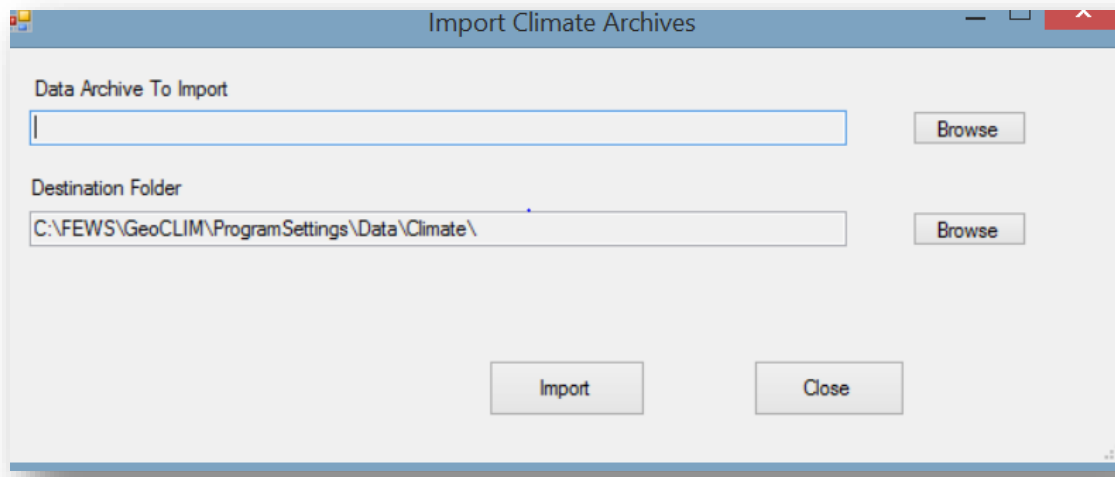 Import Climate Archives
Data Archive To Import
Browse
Destination Folder
C:\FEWS\GeoCLIM\ProgramSettings\Data\Climate\
Browse
Import
Close